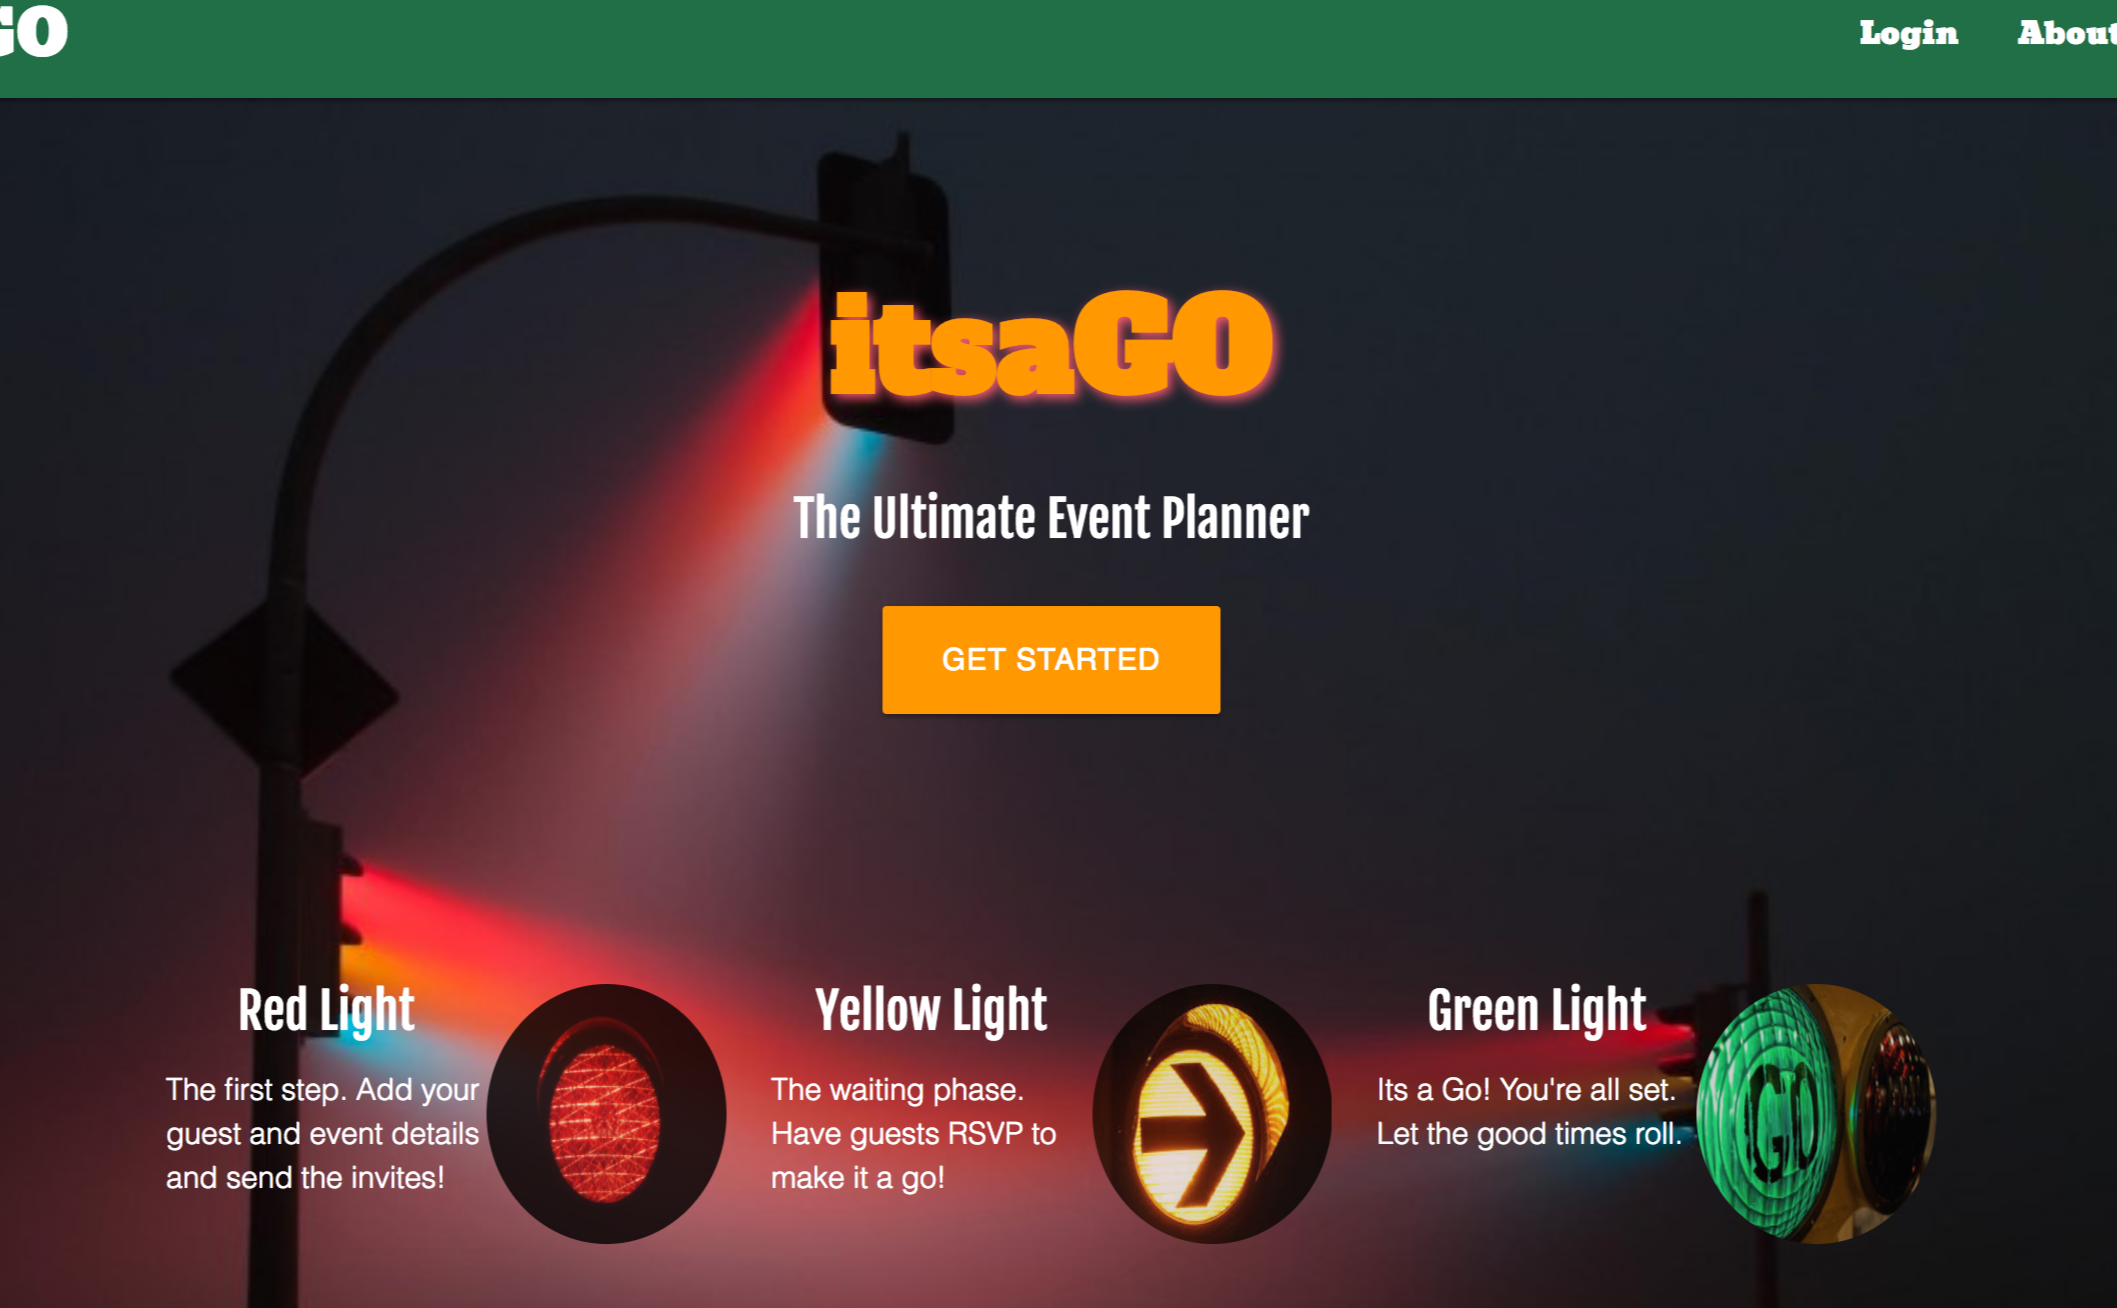 GO
Login About
itsaGO
The Ultimate Event Planner
GET STARTED
Red Light
The first step. Add your
guest and event details
and send the invites!
Yellow Light
The waiting phase.
Have guests RSVP to
make it a go!
Green Light
Its a Go! You're all set.
Let the good times roll.
GO